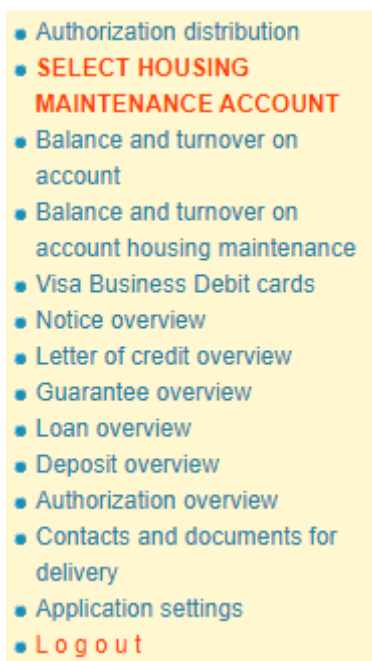 Authorization distribution
SELECT HOUSING
MAINTENANCE ACCOUNT
Balance and turnover on
account
Balance and turnover on
account housing maintenance
Visa Business Debit cards
Notice overview
Letter of credit overview
Guarantee overview
Loan overview
Deposit overview
Authorization overview
Contacts and documents for
delivery
Application settings
L o g o u t